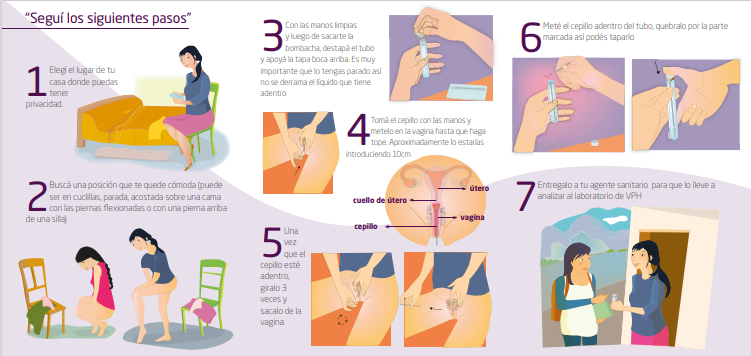 "Seguí los siguientes pasos"
1
Elegí el lugar de tu
casa donde puedas
tener
privacidad.
2
Buscá una posición que te quede cómoda (puede
ser en cuclillas, parada, acostada sobre una cama
con las piernas flexionadas o con una pierna arriba
de una silla)
3
Con las manos limpias
y luego de sacarte la
bombacha, destapá el tubo
y apoyá la tapa boca arriba. Es muy
importante que lo tengas parado así
no se derrama el líquido que tiene
adentro
4
Tomá el cepillo con las manos y
metelo en la vagina hasta que haga
tope. Aproximadamente lo estarías
introduciendo 10cm
útero
cuello de útero
vagina
cepillo
5
Una
vez
que el
cepillo esté
adentro,
giralo 3
veces y
sacalo de la
vagina
6
Meté el cepillo adentro del tubo, quebralo por la parte
marcada así podés taparlo
7
Entregalo a tu agente sanitario para que lo lleve a
analizar al laboratorio de VPH